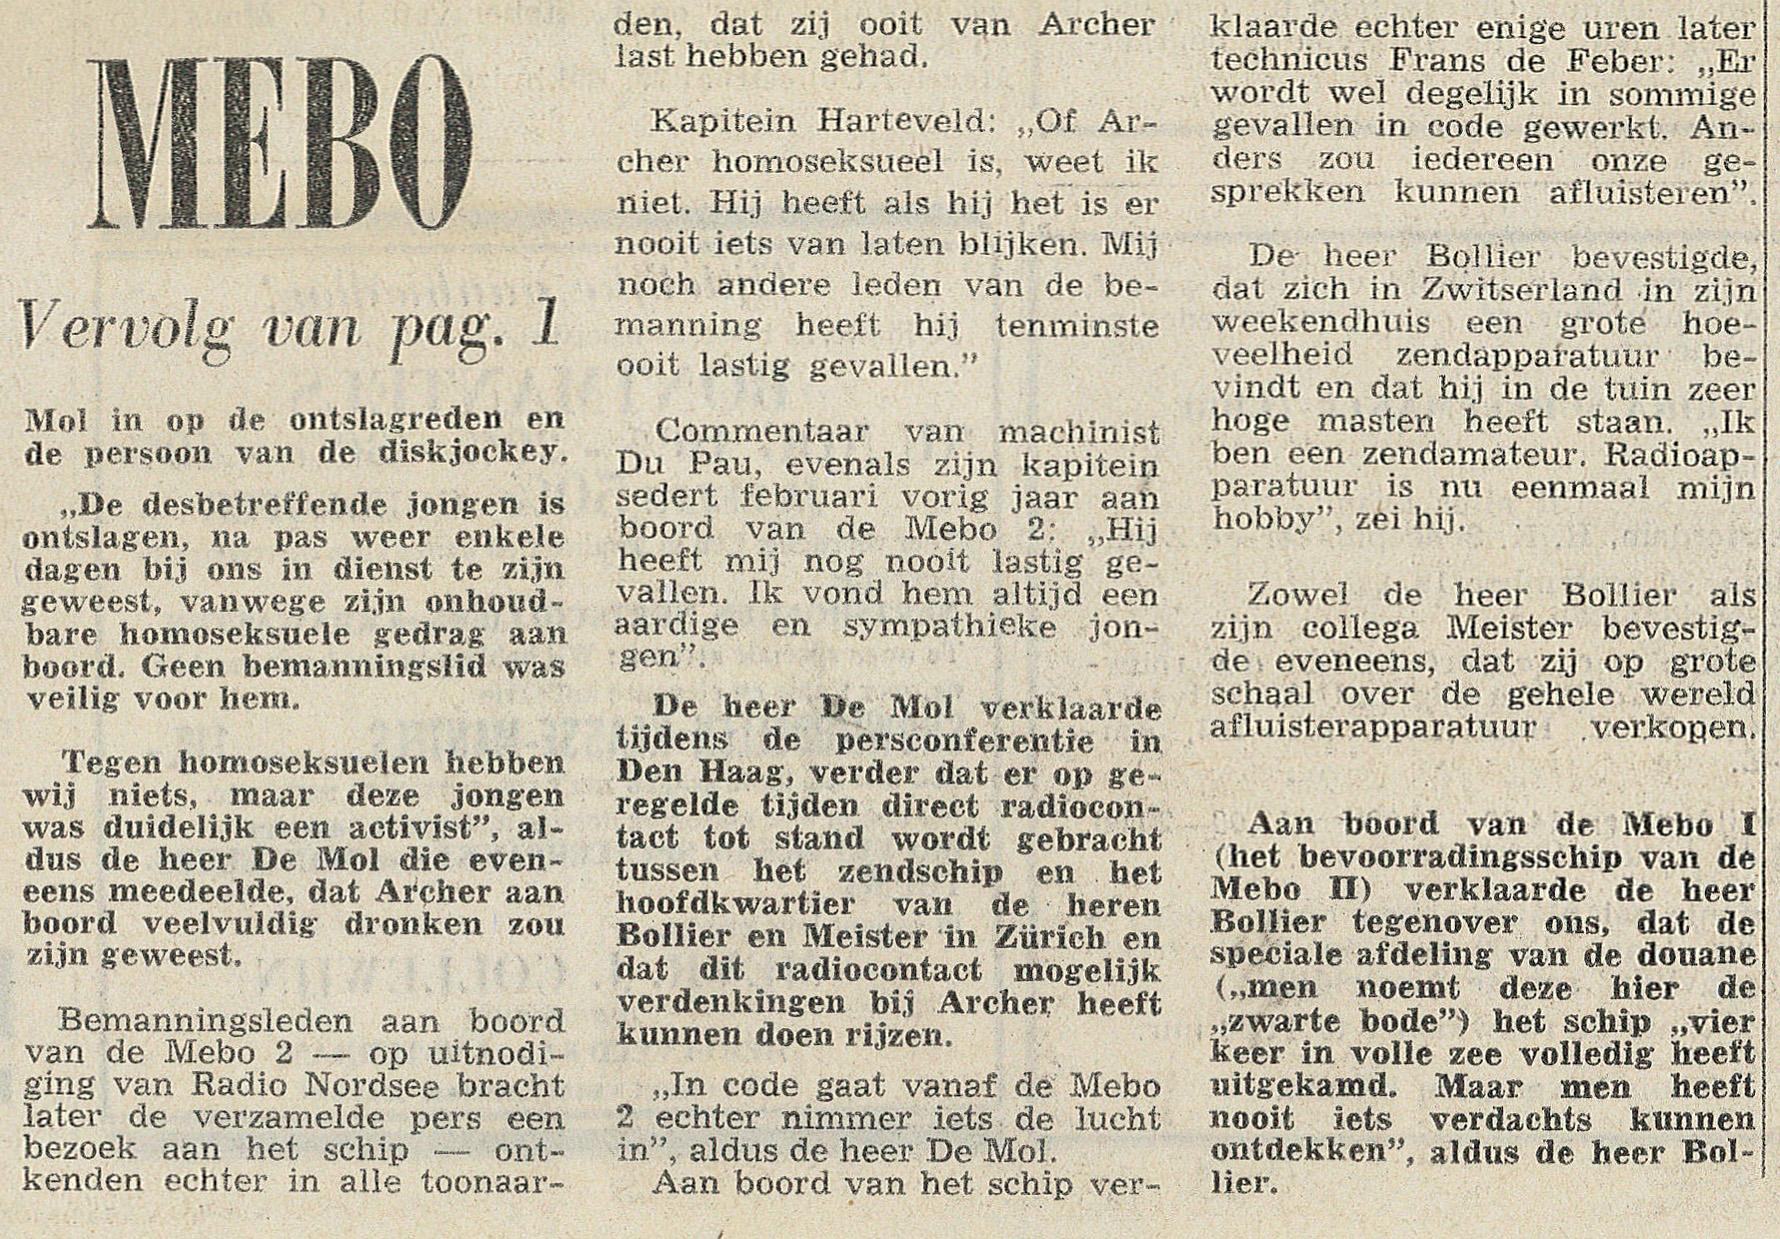 MEBO
Vervolg van pag. 1
Mol in op de ontslagreden en
de persoon van de diskjockey.
„De desbetreffende jongen is
ontslagen, na pas weer enkele
dagen bij ons in dienst te zijn
geweest, vanwege zijn onhoud-
bare homoseksuele gedrag aan
boord. Geen bemanningslid was
veilig voor hem.
Tegen homoseksuelen hebben
wij niets, maar deze jongen
was duidelijk een activist”, al-
dus de heer De Mol die even-
eens meedeelde, dat Archer aan
boord veelvuldig dronken zou
zijn geweest.
Bemanningsleden aan boord
van de Mebo 2 — op uitnodi-
ging van Radio Nordsee bracht
later de verzamelde pers een
bezoek aan het schip — ont-
kenden echter in alle toonaar-
den, dat zij ooit van Archer
last hebben gehad.
Kapitein Harteveld: „Of Ar-
cher homoseksueel is, weet ik
niet. Hij heeft als hij het is er
nooit iets van laten blijken. Mij
noch andere leden van de be-
manning heeft hij tenminste
ooit lastig gevallen.”
Commentaar van machinist
Du Pau, evenals zijn kapitein
sedert februari vorig jaar aan
boord van de Mebo 2: „Hij
heeft mij nog nooit lastig ge-
vallen. Ik vond hem altijd een
aardige en sympathieke jon-
gen”.
De heer De Mol verklaarde
tijdens de persconferentie in
Den Haag, verder dat er op ge-
regelde tijden direct radiocon-
tact tot stand wordt gebracht
tussen het zendschip en het
hoofdkwartier van de heren
Bollier en Meister in Zürich en
dat dit radiocontact mogelijk
verdenkingen bij Archer heeft
kunnen doen rijzen.
„In code gaat vanaf de Mebo
2 echter nimmer iets de lucht
in”, aldus de heer De Mol.
Aan boord van het schip ver-
klaarde echter enige uren later
technicus Frans de Feber: „Er
wordt wel degelijk in sommige
gevallen in code gewerkt. An-
ders zou iedereen onze ge-
sprekken kunnen afluisteren”.
De heer Bollier bevestigde,
dat zich in Zwitserland in zijn
weekendhuis een grote hoe-
veelheid zendapparatuur be-
vindt en dat hij in de tuin zeer
hoge masten heeft staan. „Ik
ben een zendamateur. Radioap-
paratuur is nu eenmaal mijn
hobby”, zei hij.
Zowel de heer Bollier als
zijn collega Meister bevestig-
de eveneens, dat zij op grote
schaal over de gehele wereld
afluisterapparatuur verkopen.
Aan boord van de Mebo I
(het bevoorradingsschip van de
Mebo II) verklaarde de heer
Bollier tegenover ons, dat de
speciale afdeling van de douane
(„men noemt deze hier de
„zwarte bode”) het schip „vier
keer in volle zee volledig heeft
uitgekamd. Maar men heeft
nooit iets verdachts kunnen
ontdekken”, aldus de heer Bol-
lier.